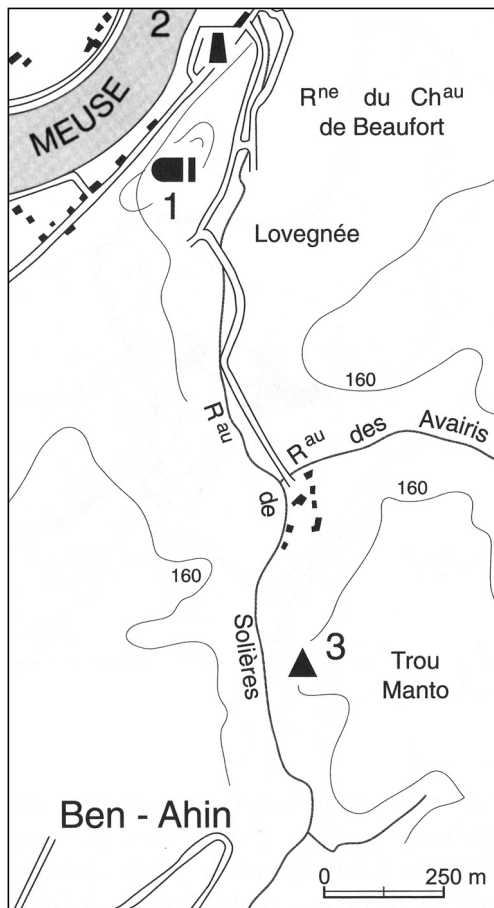 2
MEUSE
Rne du Chau
de Beaufort
1
Lovegnée
160
Rau des Avairis
Rau de Solières
160
160
3
Trou
Manto
Ben - Ahin
0 250 m